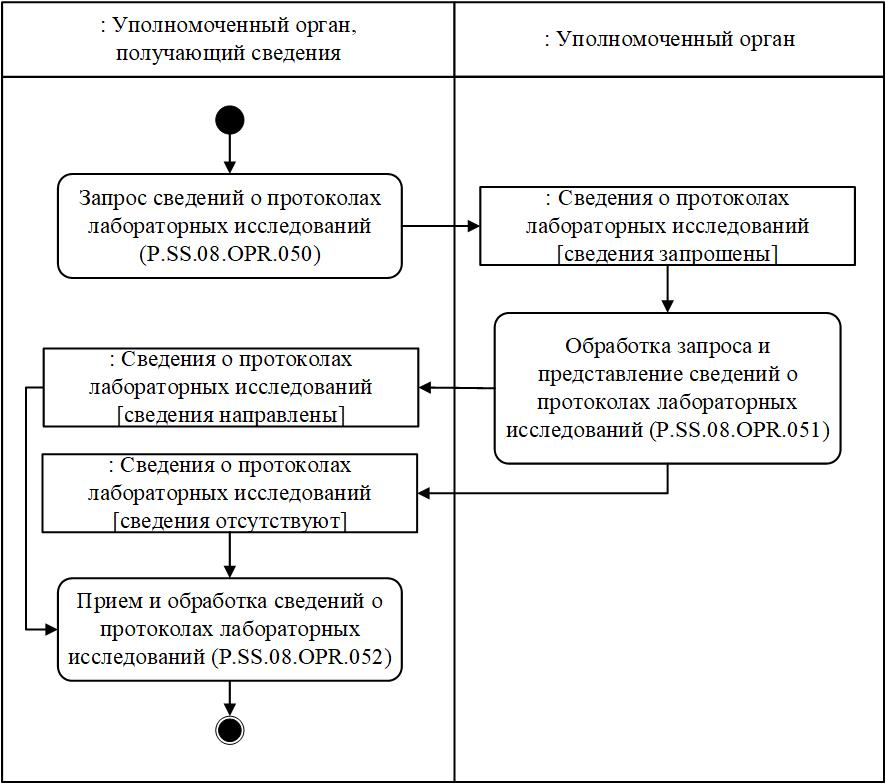 : Уполномоченный орган,
получающий сведения
: Уполномоченный орган
Запрос сведений о протоколах
лабораторных исследований
(P.SS.08.OPR.050)
: Сведения о протоколах
лабораторных исследований
[сведения запрошены]
Обработка запроса и
представление сведений о
протоколах лабораторных
исследований (P.SS.08.OPR.051)
: Сведения о протоколах
лабораторных исследований
[сведения направлены]
: Сведения о протоколах
лабораторных исследований
[сведения отсутствуют]
Прием и обработка сведений о
протоколах лабораторных
исследований (P.SS.08.OPR.052)